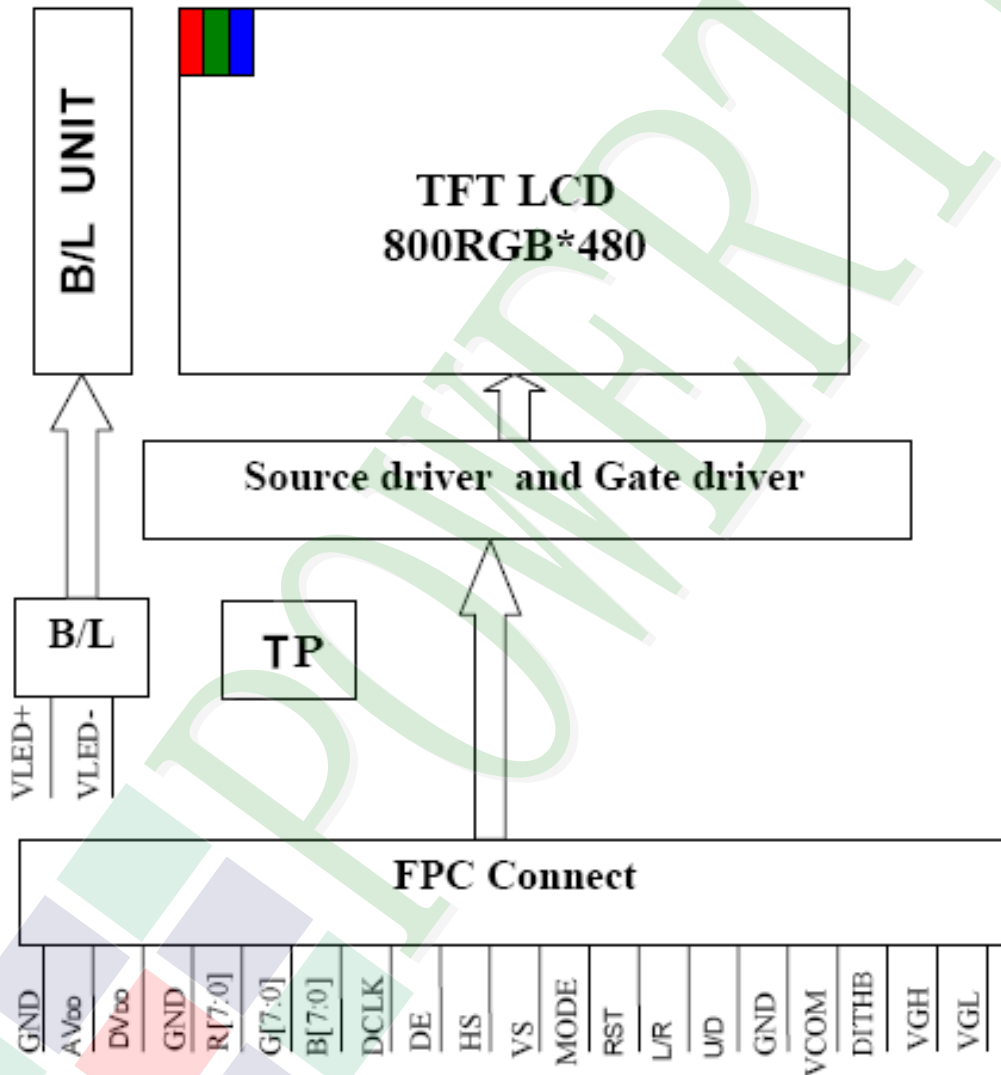 B/L UNIT
TFT LCD
800RGB*480
Source driver and Gate driver
B/L
TP
VLED+
VLED-
FPC Connect
GND
AVDD
DVDD
GND
R[7:0]
G[7:0]
B[7:0]
DCLK
DE
HS
VS
MODE
RST
L/R
U/D
GND
VCOM
DITHB
VGH
VGL